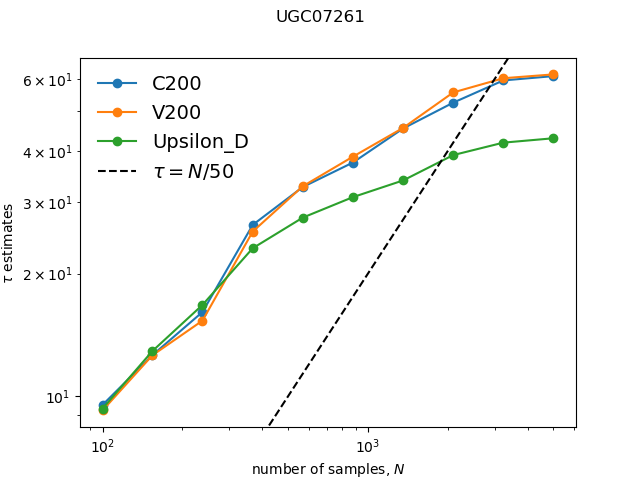 UGC07261
C200
V200
Upsilon_D
τ = N/50
6 × 10¹
4 × 10¹
3 × 10¹
2 × 10¹
10¹
τ estimates
10² 10³
number of samples, N